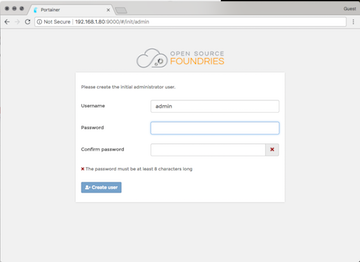 Portainer
Guest
Not Secure 192.168.1.80:9000/#/init/admin
OPEN SOURCE
FOUNDRIES
Please create the initial administrator user.
Username admin
Password
Confirm password
The password must be at least 8 characters long
Create user